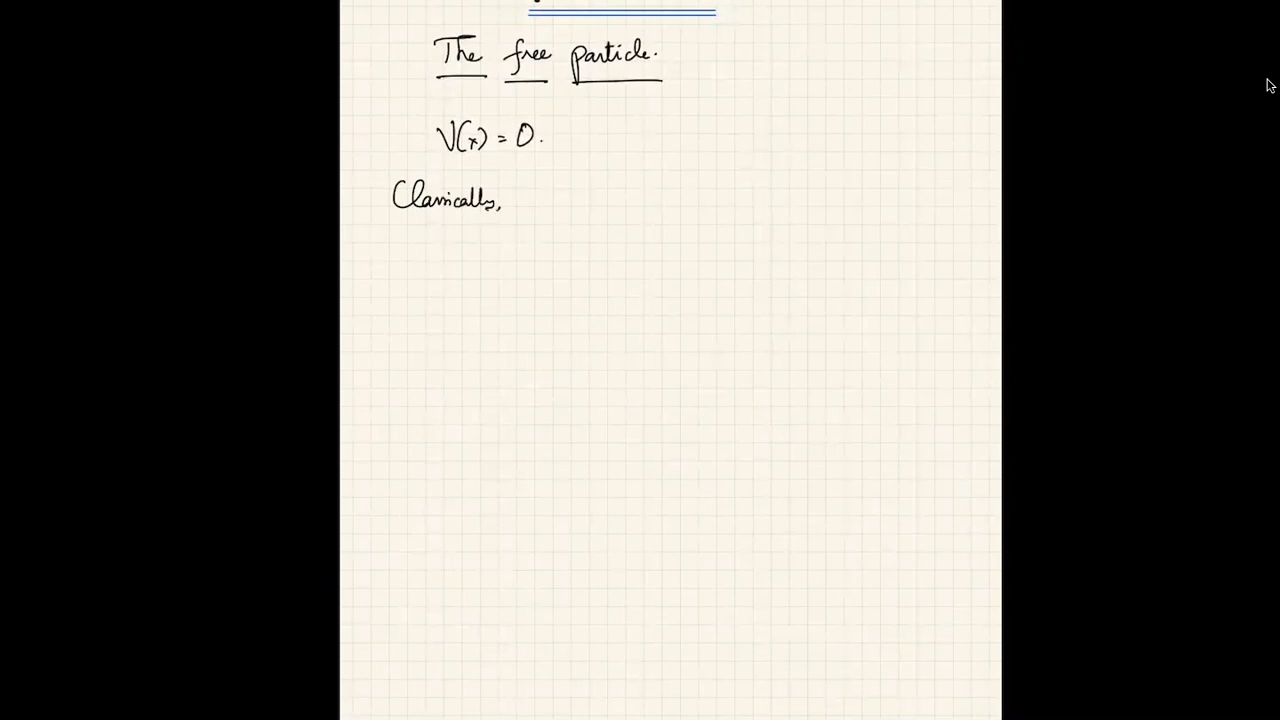 The free particle.
V(x) = 0.
Classically,